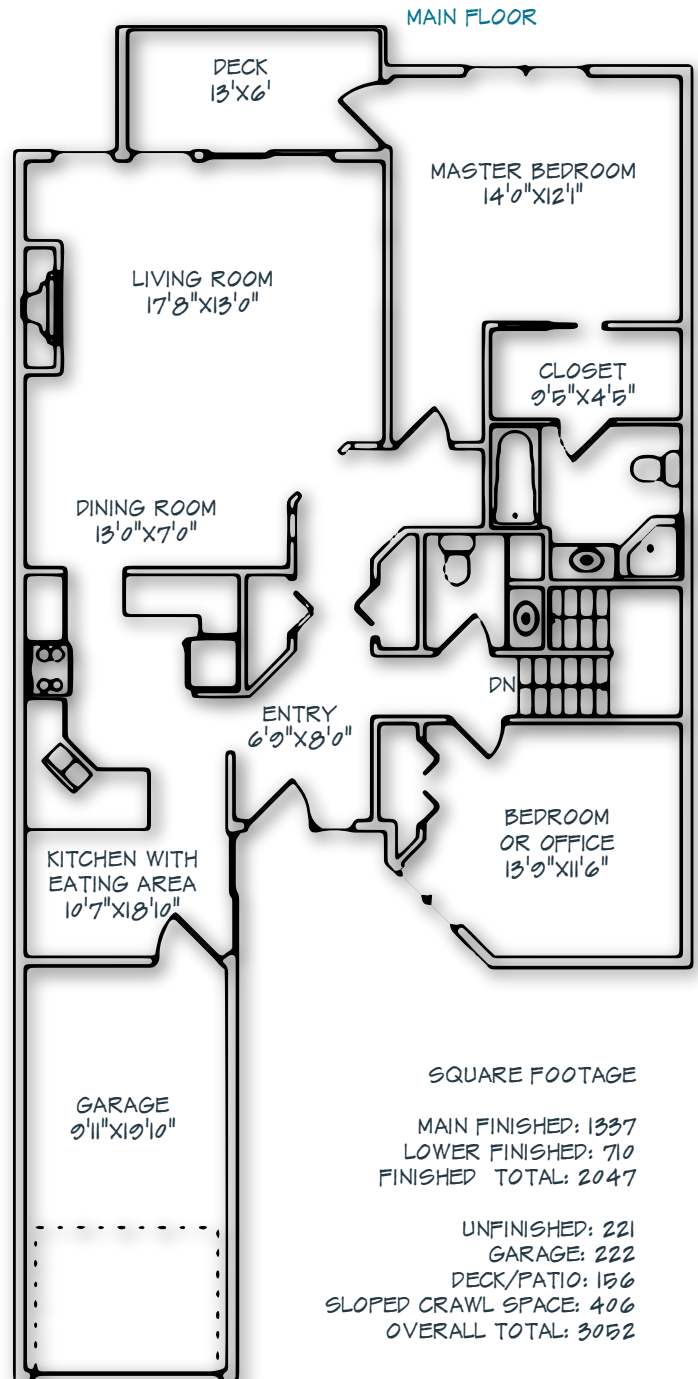 MAIN FLOOR
DECK
13'X6'
MASTER BEDROOM
14'0"X12'1"
LIVING ROOM
17'8"X13'0"
CLOSET
9'5"X4'5"
DINING ROOM
13'0"X7'0"
DN
ENTRY
6'9"X8'0"
BEDROOM
OR OFFICE
13'9"X11'6"
KITCHEN WITH
EATING AREA
10'7"X18'10"
GARAGE
9'11"X19'10"
SQUARE FOOTAGE
MAIN FINISHED: 1337
LOWER FINISHED: 710
FINISHED TOTAL: 2047
UNFINISHED: 221
GARAGE: 222
DECK/PATIO: 156
SLOPED CRAWL SPACE: 406
OVERALL TOTAL: 3052